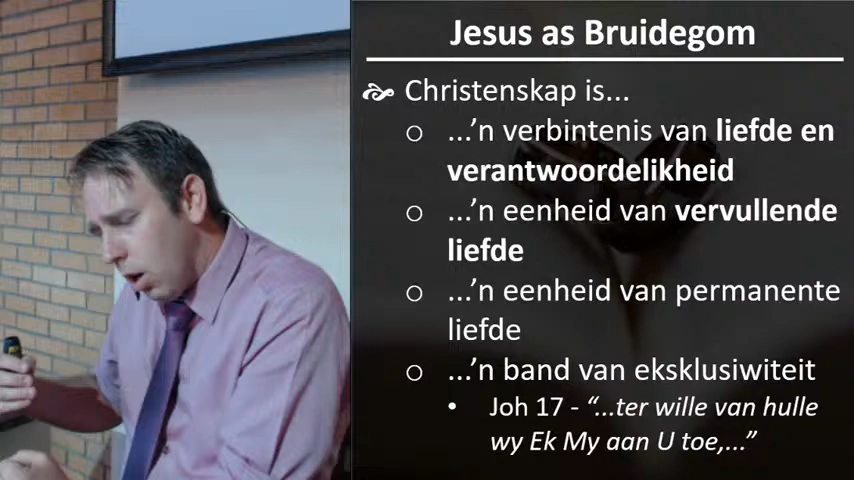 Jesus as Bruidegom
Christenskap is...
...’n verbintenis van liefde en
verantwoordelikheid
...’n eenheid van vervullende
liefde
...’n eenheid van permanente
liefde
...’n band van eksklusiwiteit
Joh 17 - “...ter wille van hulle
wy Ek My aan U toe,...”